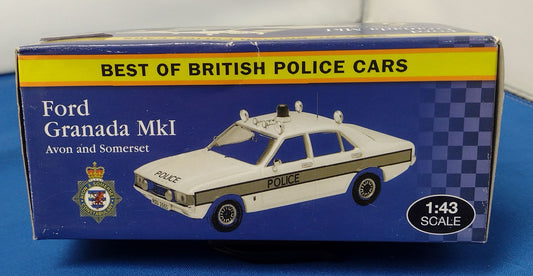 BEST OF BRITISH POLICE CARS
Ford
Granada MkI
Avon and Somerset
POLICE
POLICE
1:43
SCALE